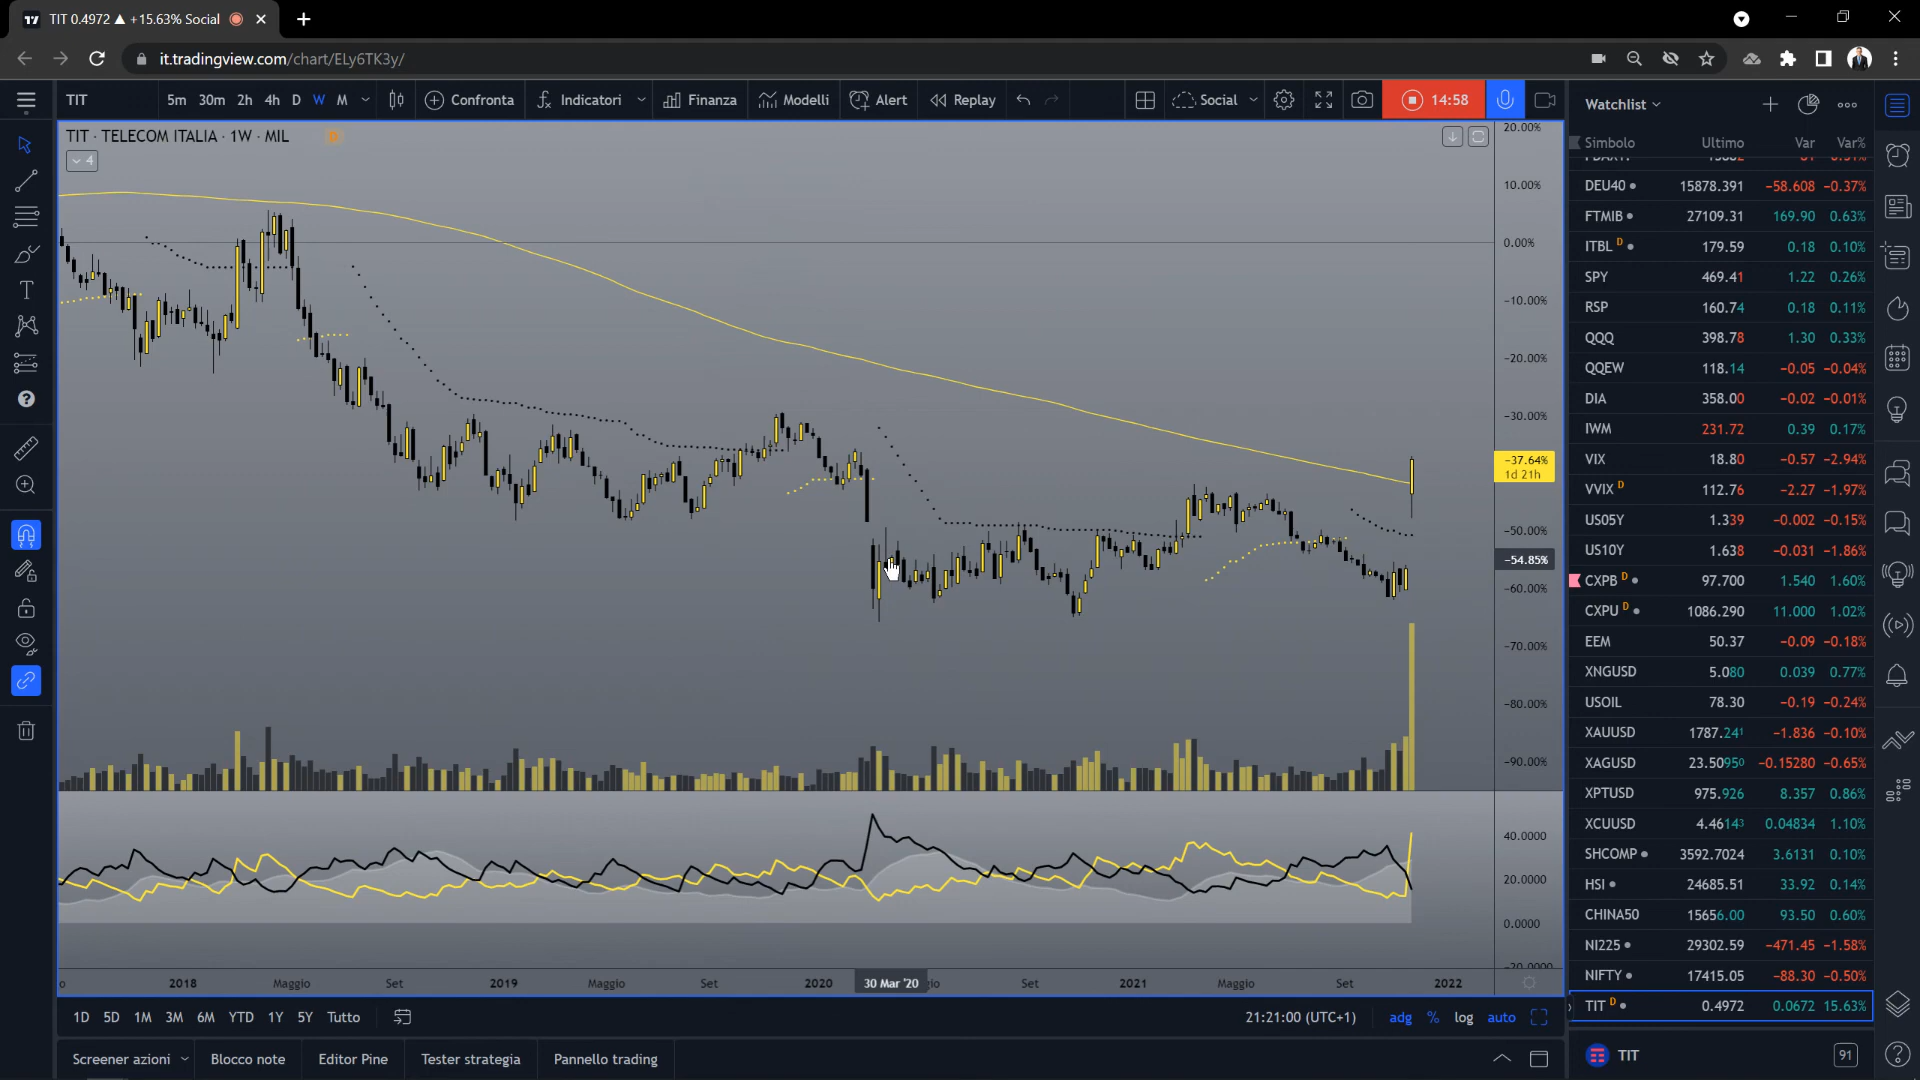 TIT 0.4972 ▲ +15.63% Social
it.tradingview.com/chart/ELy6TK3y/
TIT 5m 30m 2h 4h D W M Confronta Indicatori Finanza Modelli Alert Replay Social 14:58
TIT · TELECOM ITALIA · 1W · MIL
D
4
20.00%
10.00%
0.00%
−10.00%
−20.00%
−30.00%
−37.64%
1d 21h
−50.00%
−54.85%
−60.00%
−70.00%
−80.00%
−90.00%
40.0000
20.0000
0.0000
−20.0000
2018 Maggio Set 2019 Maggio Set 2020 30 Mar '20 Set 2021 Maggio Set 2022
1D 5D 1M 3M 6M YTD 1Y 5Y Tutto 21:21:00 (UTC+1) adg % log auto
Screener azioni Blocco note Editor Pine Tester strategia Pannello trading
Watchlist
Simbolo Ultimo Var Var%
DEU40 15878.391 −58.608 −0.37%
FTMIB 27109.31 169.90 0.63%
ITBL D 179.59 0.18 0.10%
SPY 469.41 1.22 0.26%
RSP 160.74 0.18 0.11%
QQQ 398.78 1.30 0.33%
QQEW 118.14 −0.05 −0.04%
DIA 358.00 −0.02 −0.01%
IWM 231.72 0.39 0.17%
VIX 18.80 −0.57 −2.94%
VVIX D 112.76 −2.27 −1.97%
US05Y 1.339 −0.002 −0.15%
US10Y 1.638 −0.031 −1.86%
CXPB D 97.700 1.540 1.60%
CXPU D 1086.290 11.000 1.02%
EEM 50.37 −0.09 −0.18%
XNGUSD 5.080 0.039 0.77%
USOIL 78.30 −0.19 −0.24%
XAUUSD 1787.241 −1.836 −0.10%
XAGUSD 23.50950 −0.15280 −0.65%
XPTUSD 975.926 8.357 0.86%
XCUUSD 4.46143 0.04834 1.10%
SHCOMP 3592.7024 3.6131 0.10%
HSI 24685.51 33.92 0.14%
CHINA50 15656.00 93.50 0.60%
NI225 29302.59 −471.45 −1.58%
NIFTY 17415.05 −88.30 −0.50%
TIT D 0.4972 0.0672 15.63%
TIT 91